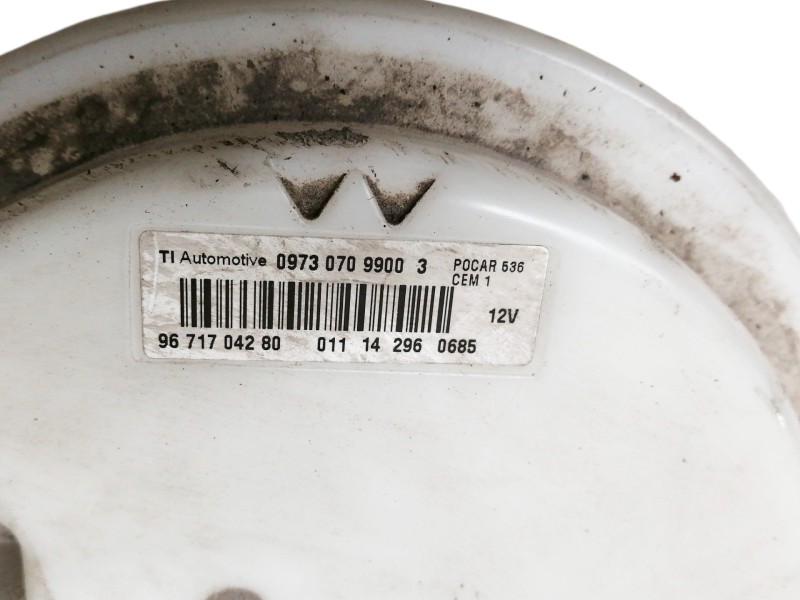 TI Automotive 0973 070 9900 3
POCAR 536
CEM 1
12V
96 717 042 80 011 14 296 0685